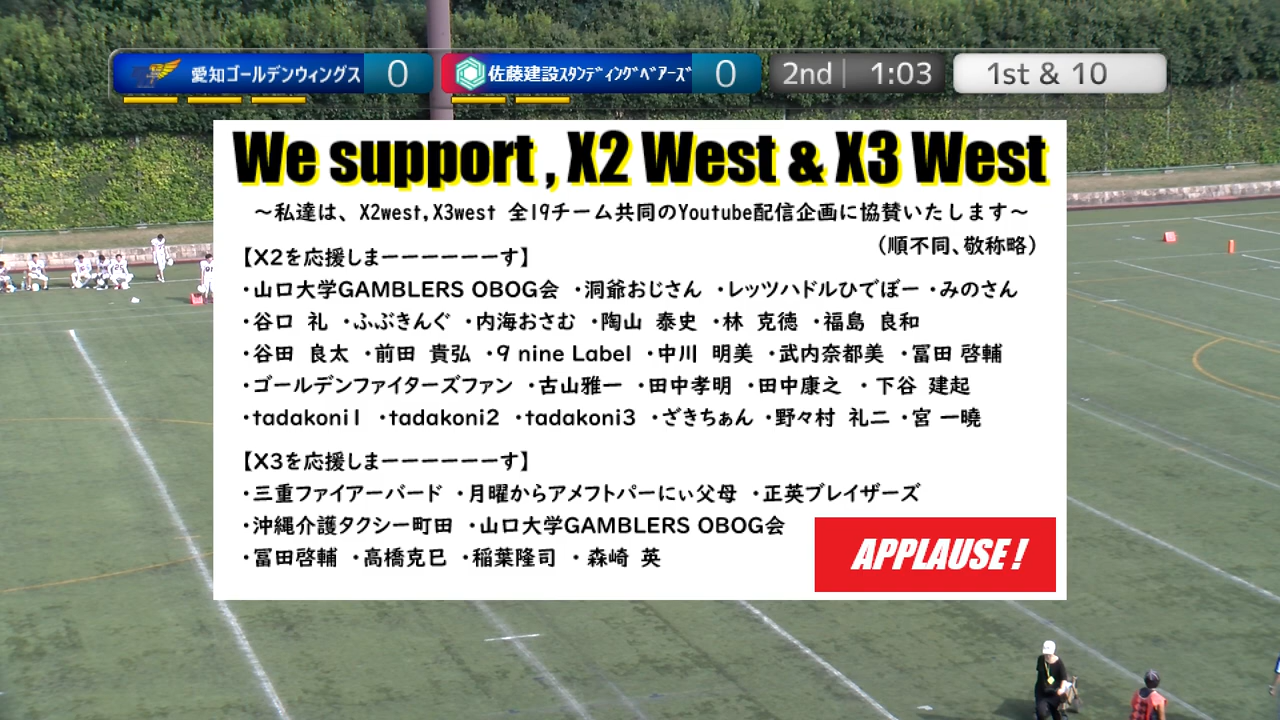 愛知ゴールデンウィングス 0 佐藤建設ｽﾀﾝﾃﾞｨﾝｸﾞﾍﾞｱｰｽﾞ 0 2nd 1:03 1st & 10
We support , X2 West & X3 West
～私達は、X2west,X3west 全19チーム共同のYoutube配信企画に協賛いたします～
（順不同、敬称略）
【X2を応援しまーーーーーーす】
・山口大学GAMBLERS OBOG会 ・洞爺おじさん ・レッツハドルひでぼー ・みのさん
・谷口 礼 ・ふぶきんぐ ・内海おさむ ・陶山 泰史 ・林 克徳 ・福島 良和
・谷田 良太 ・前田 貴弘 ・9 nine Label ・中川 明美 ・武内奈都美 ・冨田 啓輔
・ゴールデンファイターズファン ・古山雅一 ・田中孝明 ・田中康之 ・下谷 建起
・tadakoni1 ・tadakoni2 ・tadakoni3 ・ざきちぁん ・野々村 礼二 ・宮 一曉
【X3を応援しまーーーーーーす】
・三重ファイアーバード ・月曜からアメフトパーにぃ父母 ・正英ブレイザーズ
・沖縄介護タクシー町田 ・山口大学GAMBLERS OBOG会
・冨田啓輔 ・高橋克巳 ・稲葉隆司 ・森崎 英
APPLAUSE !